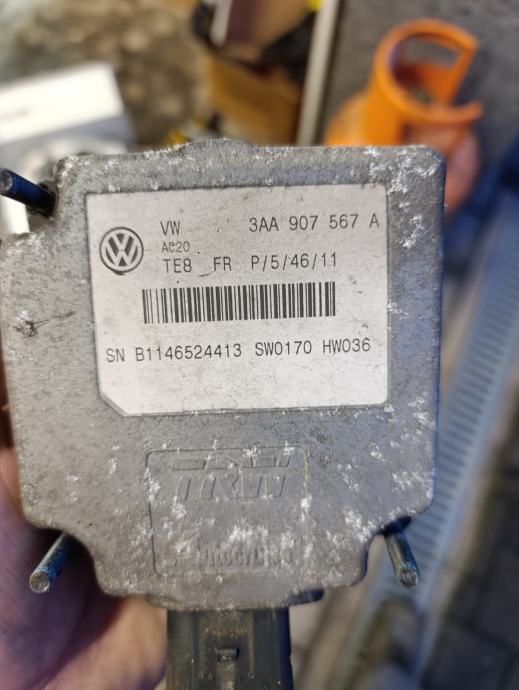 VW 3AA 907 567 A
AC20
TE8 FR P/5/46/11
SN B1146524413 SW0170 HW036
TRW